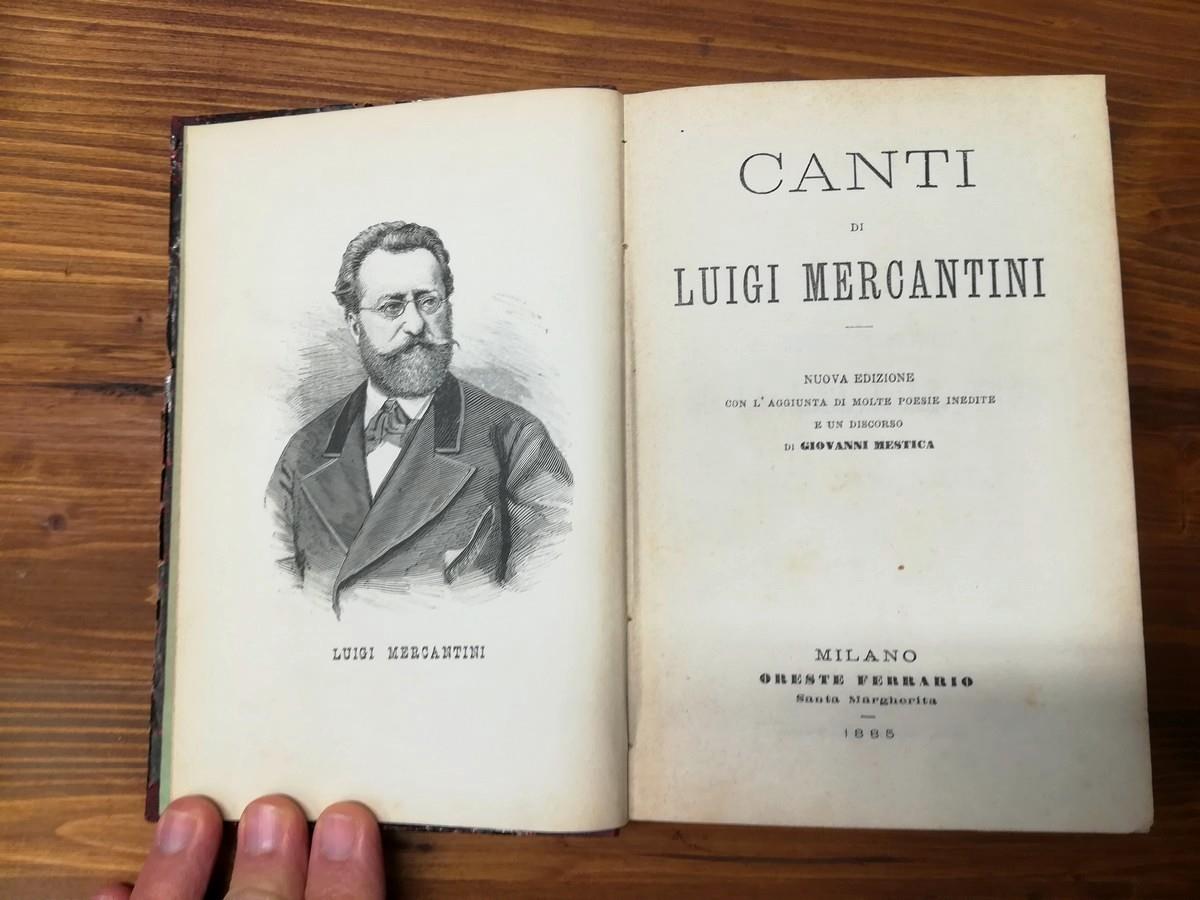 LUIGI MERCANTINI
CANTI
DI
LUIGI MERCANTINI
NUOVA EDIZIONE
CON L'AGGIUNTA DI MOLTE POESIE INEDITE
E UN DISCORSO
DI GIOVANNI MESTICA
MILANO
ORESTE FERRARIO
Santa Margherita
1885